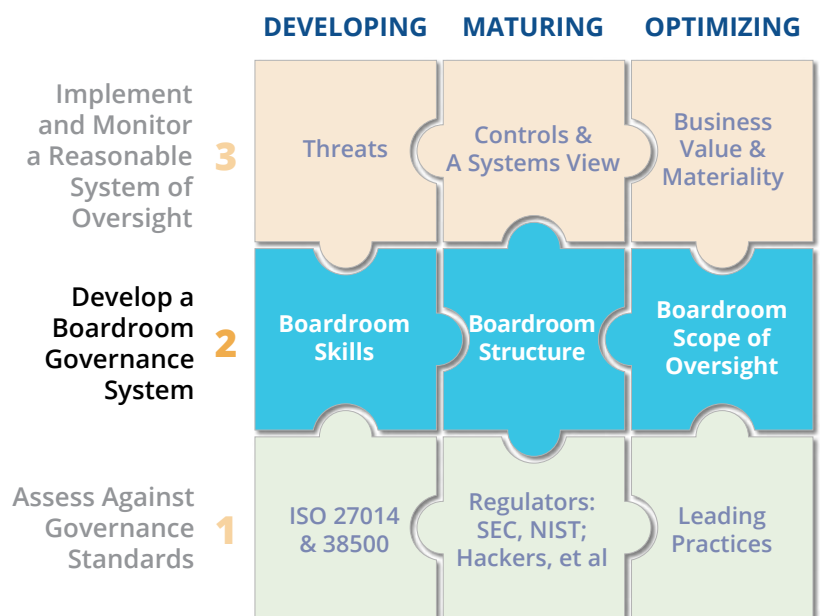 DEVELOPING MATURING OPTIMIZING
Implement
and Monitor
a Reasonable
System of
Oversight
3
Threats
Controls &
A Systems View
Business
Value &
Materiality
Develop a
Boardroom
Governance
System
2
Boardroom
Skills
Boardroom
Structure
Boardroom
Scope of
Oversight
Assess Against
Governance
Standards
1
ISO 27014
& 38500
Regulators:
SEC, NIST;
Hackers, et al
Leading
Practices